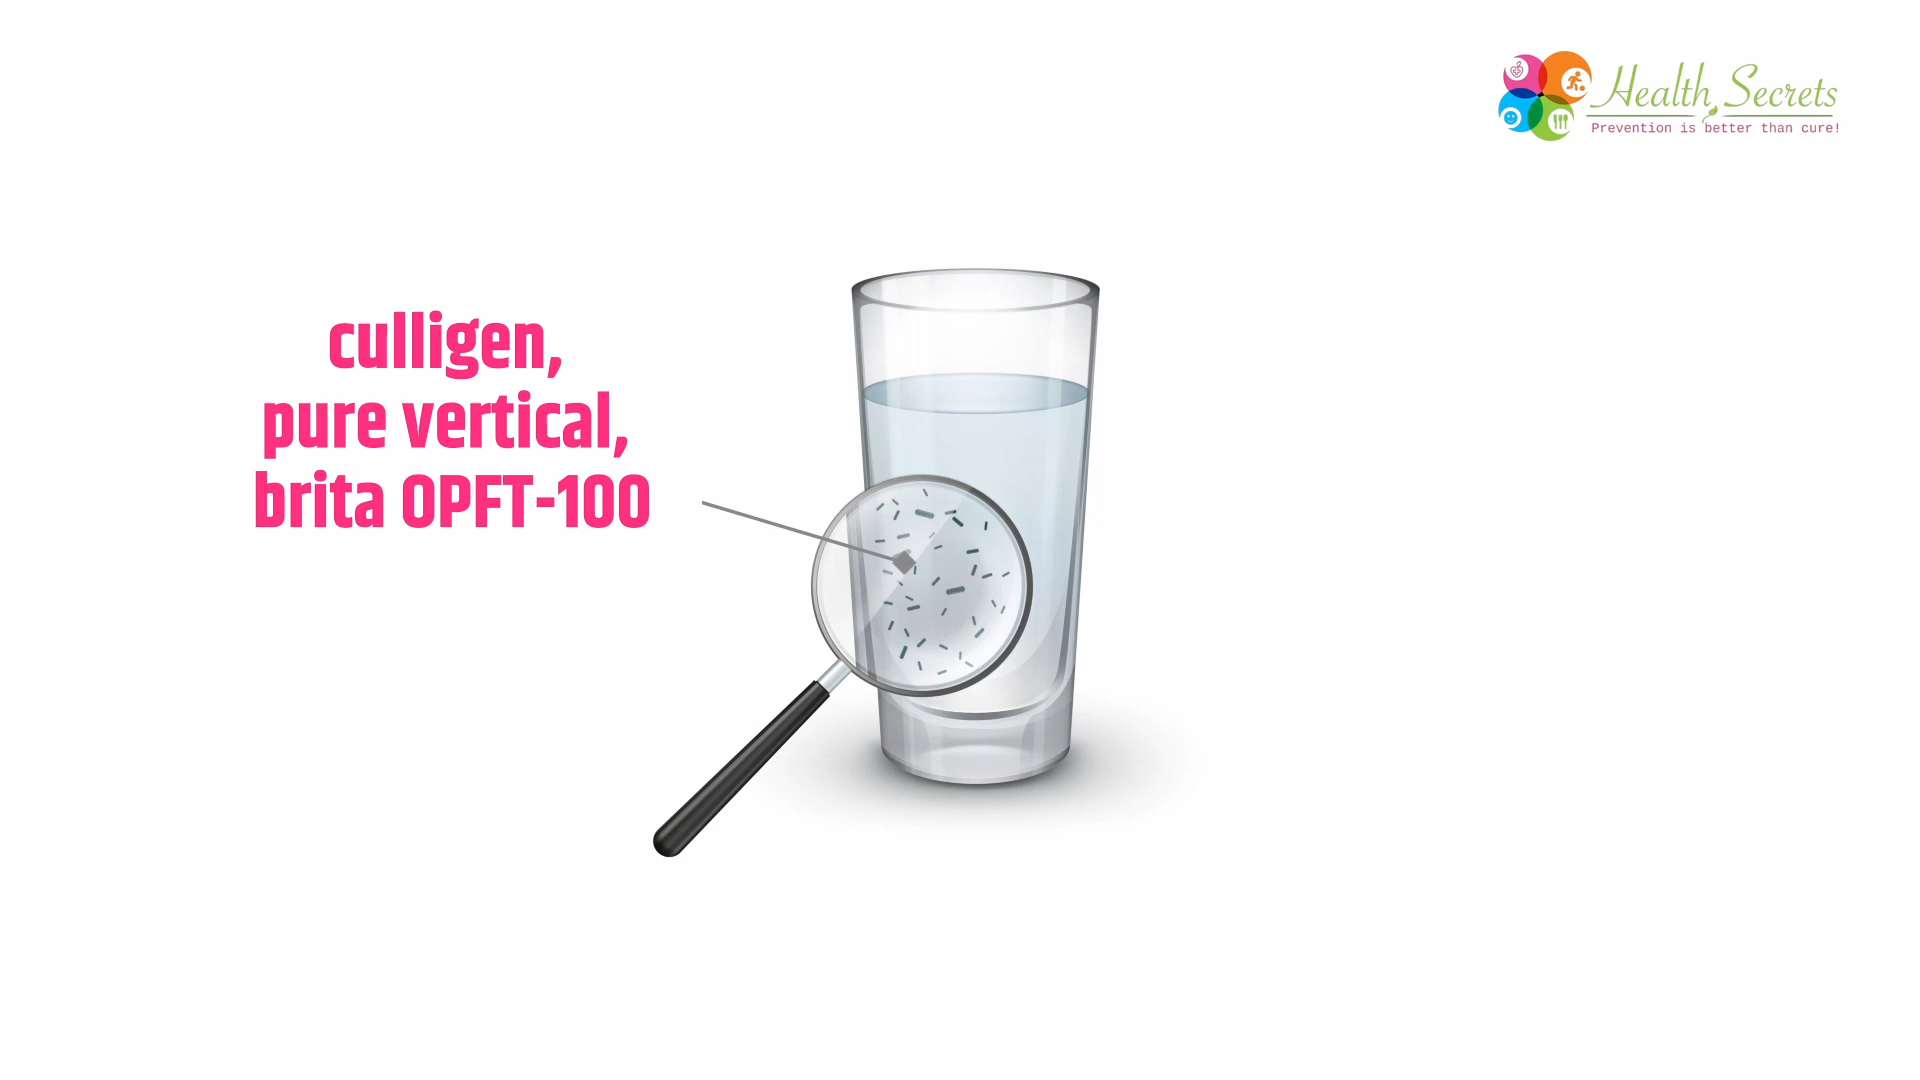 Health Secrets
Prevention is better than cure!
culligen,
pure vertical,
brita OPFT-100